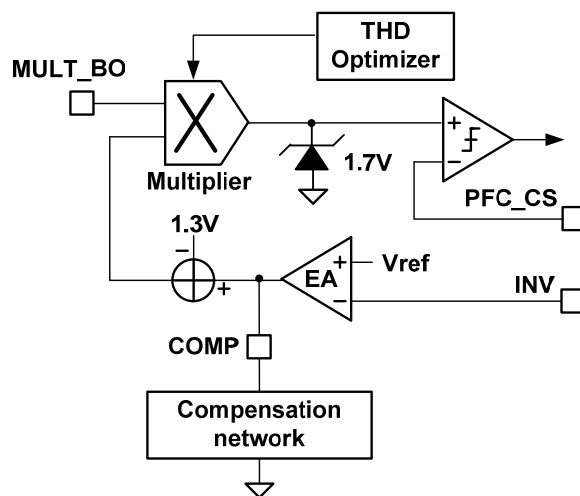 THD
Optimizer
MULT_BO
Multiplier
1.7V
+
−
PFC_CS
1.3V
−
+
EA
+
−
Vref
INV
COMP
Compensation
network